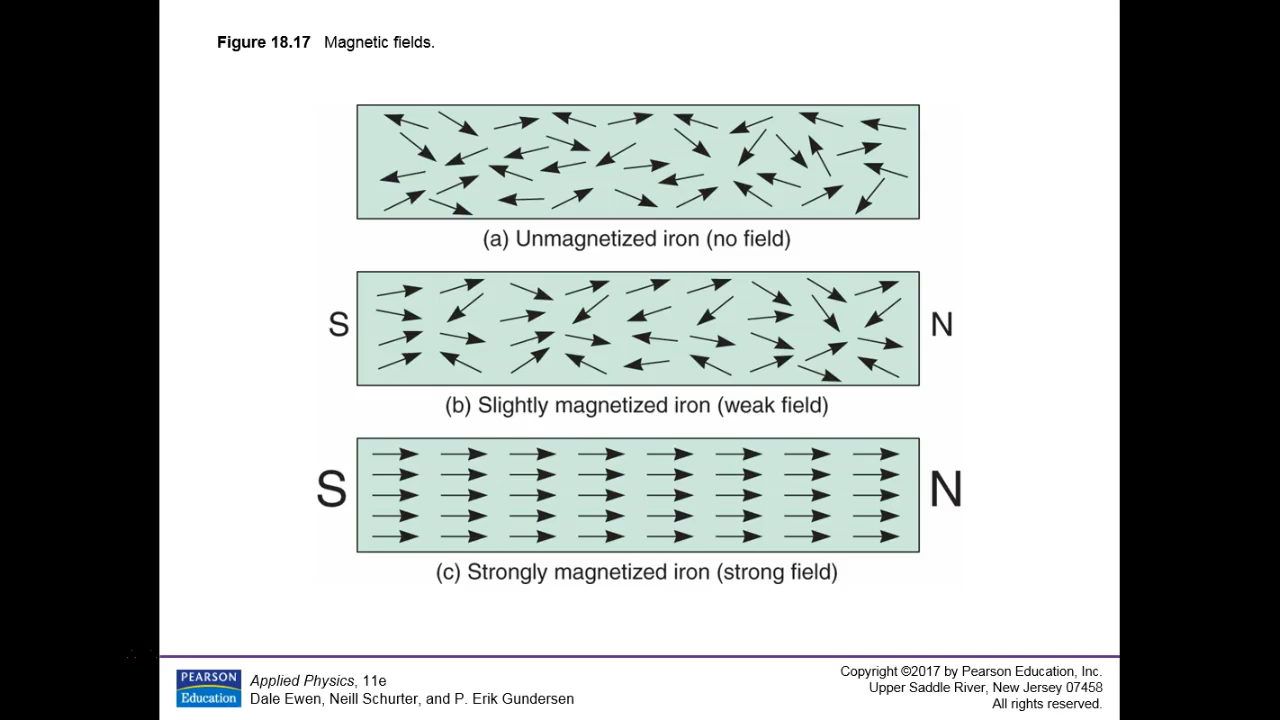 Figure 18.17 Magnetic fields.
(a) Unmagnetized iron (no field)
S N
(b) Slightly magnetized iron (weak field)
S N
(c) Strongly magnetized iron (strong field)
PEARSON
Education
Applied Physics, 11e
Dale Ewen, Neill Schurter, and P. Erik Gundersen
Copyright ©2017 by Pearson Education, Inc.
Upper Saddle River, New Jersey 07458
All rights reserved.